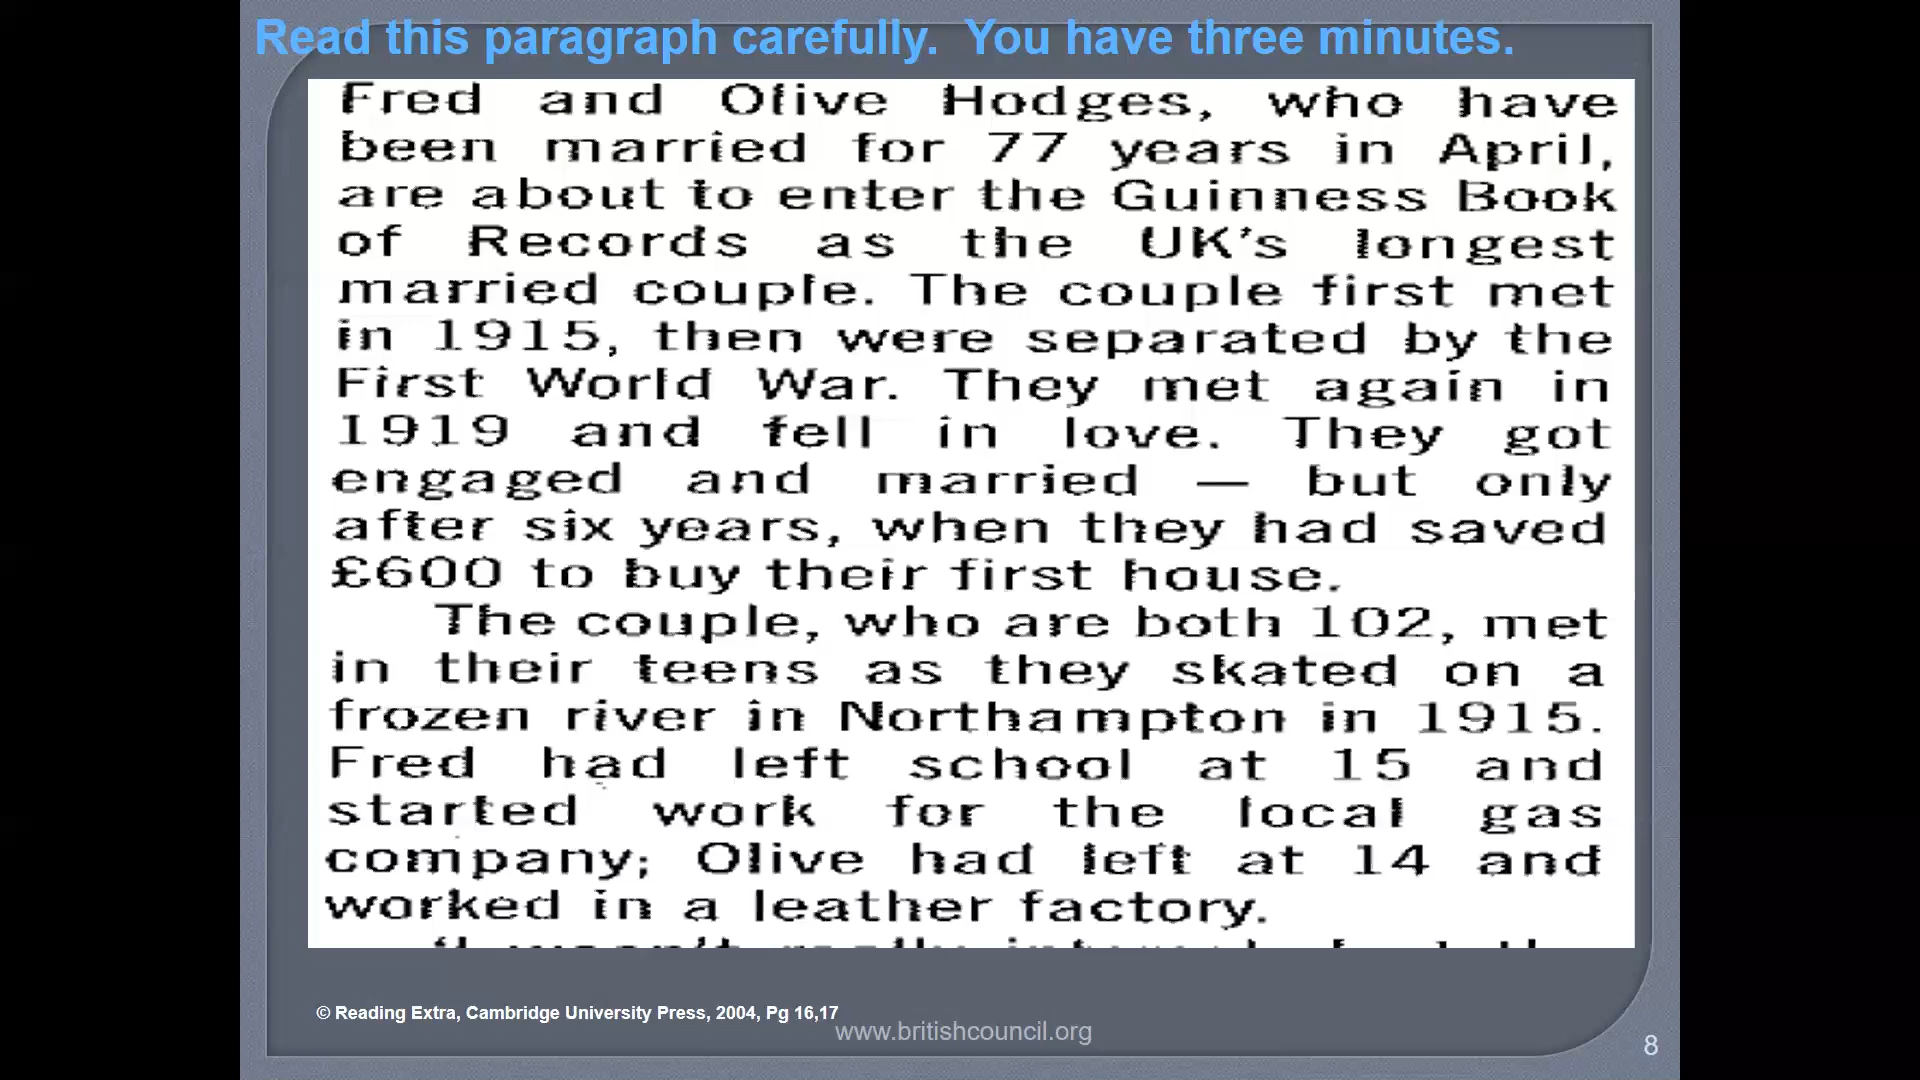 Read this paragraph carefully. You have three minutes.
Fred and Olive Hodges, who have
been married for 77 years in April,
are about to enter the Guinness Book
of Records as the UK's longest
married couple. The couple first met
in 1915, then were separated by the
First World War. They met again in
1919 and fell in love. They got
engaged and married — but only
after six years, when they had saved
£600 to buy their first house.
The couple, who are both 102, met
in their teens as they skated on a
frozen river in Northampton in 1915.
Fred had left school at 15 and
started work for the local gas
company; Olive had left at 14 and
worked in a leather factory.
© Reading Extra, Cambridge University Press, 2004, Pg 16,17
www.britishcouncil.org
8